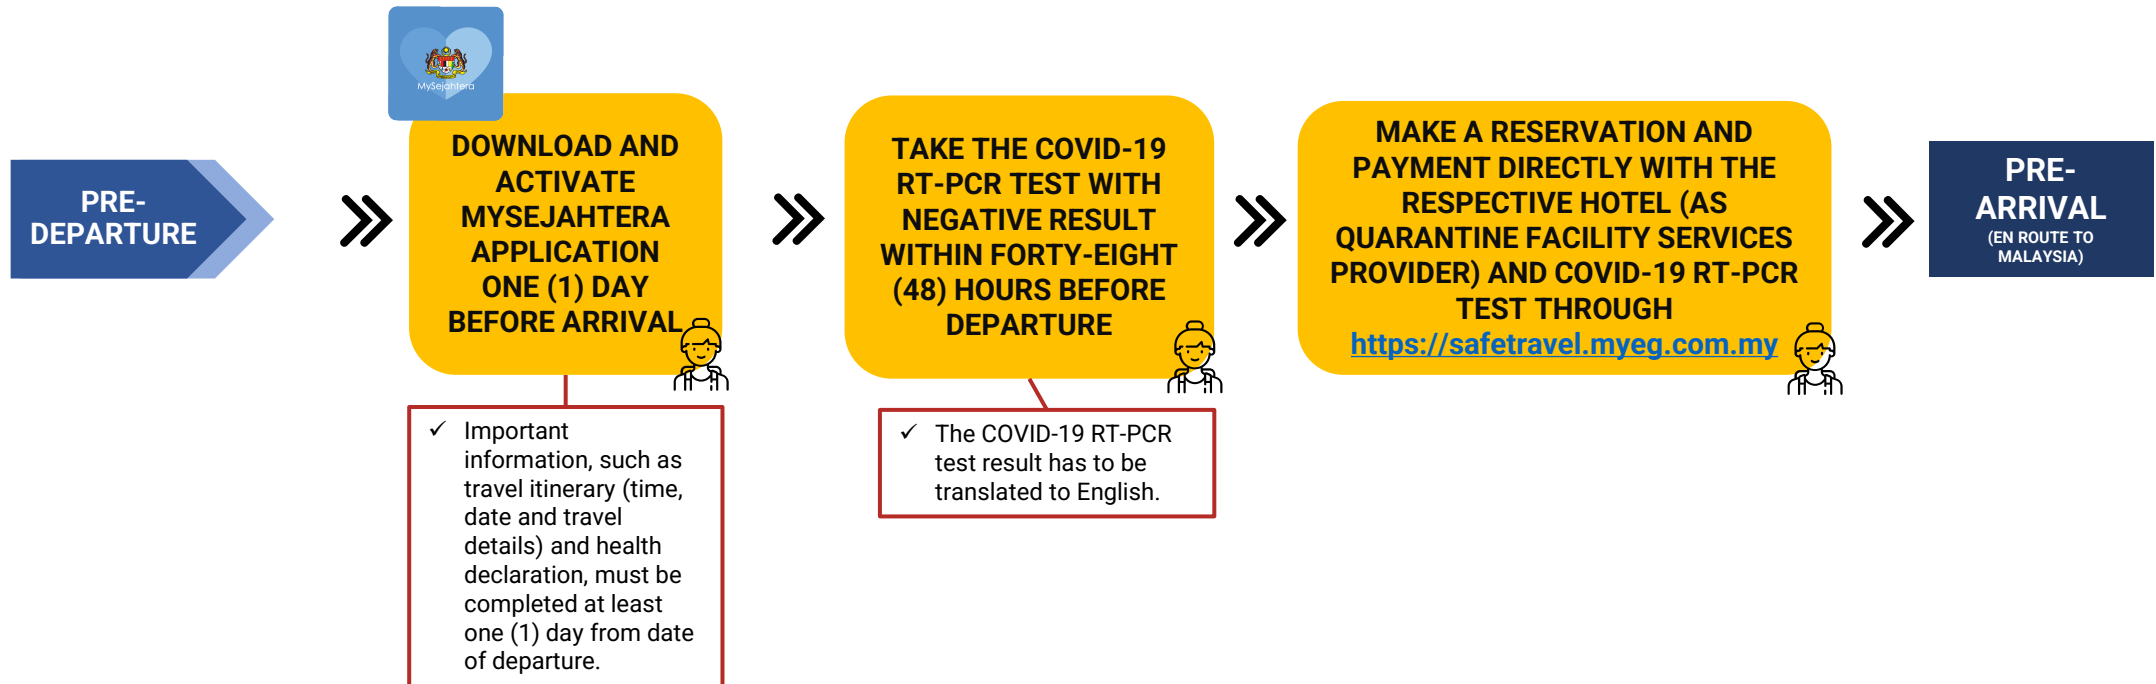 MySejahtera
PRE-
DEPARTURE
DOWNLOAD AND
ACTIVATE
MYSEJAHTERA
APPLICATION
ONE (1) DAY
BEFORE ARRIVAL
✓ Important
information, such as
travel itinerary (time,
date and travel
details) and health
declaration, must be
completed at least
one (1) day from date
of departure.
TAKE THE COVID-19
RT-PCR TEST WITH
NEGATIVE RESULT
WITHIN FORTY-EIGHT
(48) HOURS BEFORE
DEPARTURE
✓ The COVID-19 RT-PCR
test result has to be
translated to English.
MAKE A RESERVATION AND
PAYMENT DIRECTLY WITH THE
RESPECTIVE HOTEL (AS
QUARANTINE FACILITY SERVICES
PROVIDER) AND COVID-19 RT-PCR
TEST THROUGH
https://safetravel.myeg.com.my
PRE-
ARRIVAL
(EN ROUTE TO
MALAYSIA)